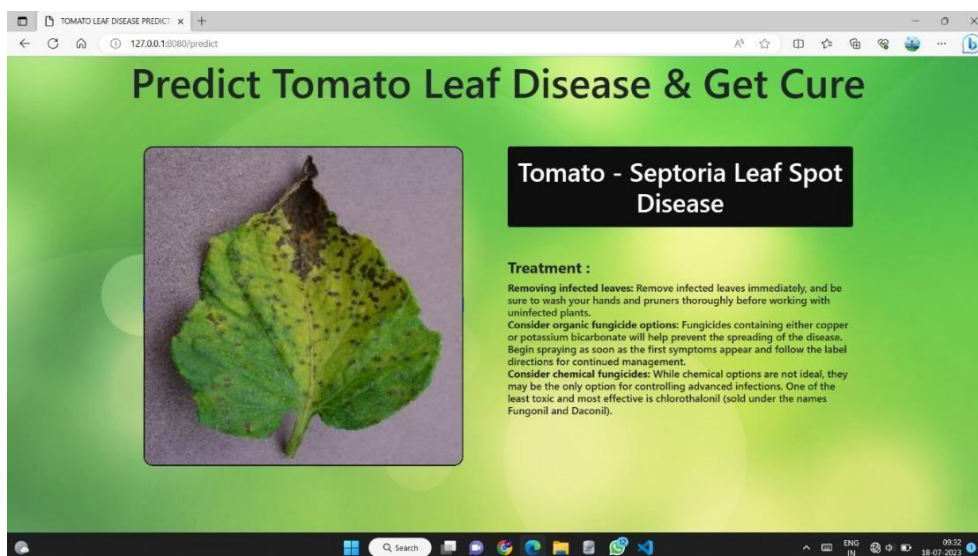 TOMATO LEAF DISEASE PREDICT
127.0.0.1:8080/predict
Predict Tomato Leaf Disease & Get Cure
Tomato - Septoria Leaf Spot
Disease
Treatment :
Removing infected leaves: Remove infected leaves immediately, and be
sure to wash your hands and pruners thoroughly before working with
uninfected plants.
Consider organic fungicide options: Fungicides containing either copper
or potassium bicarbonate will help prevent the spreading of the disease.
Begin spraying as soon as the first symptoms appear and follow the label
directions for continued management.
Consider chemical fungicides: While chemical options are not ideal, they
may be the only option for controlling advanced infections. One of the
least toxic and most effective is chlorothalonil (sold under the names
Fungonil and Daconil).
Search
ENG
IN
09:32
18-07-2023